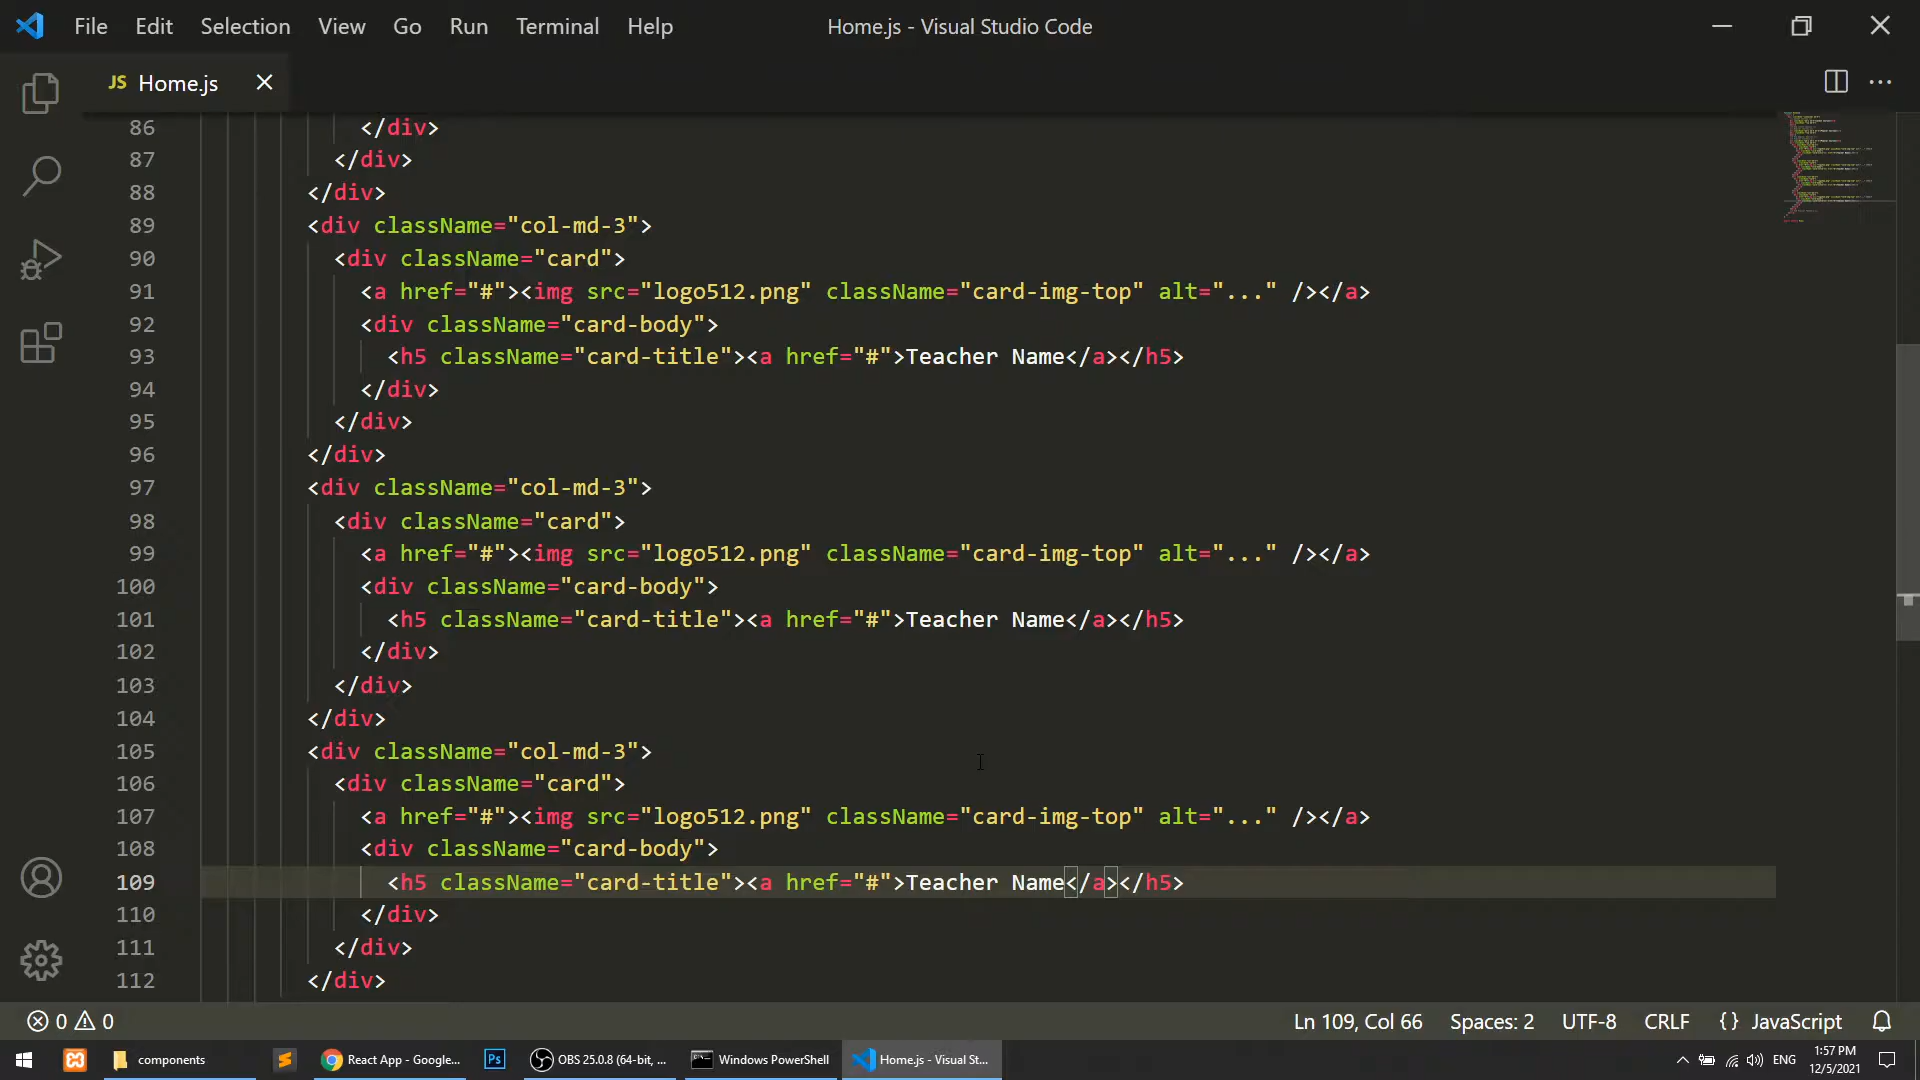 File Edit Selection View Go Run Terminal Help Home.js - Visual Studio Code
JS Home.js
86 </div>
87 </div>
88 </div>
89 <div className="col-md-3">
90 <div className="card">
91 <a href="#"><img src="logo512.png" className="card-img-top" alt="..." /></a>
92 <div className="card-body">
93 <h5 className="card-title"><a href="#">Teacher Name</a></h5>
94 </div>
95 </div>
96 </div>
97 <div className="col-md-3">
98 <div className="card">
99 <a href="#"><img src="logo512.png" className="card-img-top" alt="..." /></a>
100 <div className="card-body">
101 <h5 className="card-title"><a href="#">Teacher Name</a></h5>
102 </div>
103 </div>
104 </div>
105 <div className="col-md-3">
106 <div className="card">
107 <a href="#"><img src="logo512.png" className="card-img-top" alt="..." /></a>
108 <div className="card-body">
109 <h5 className="card-title"><a href="#">Teacher Name</a></h5>
110 </div>
111 </div>
112 </div>
0 0 Ln 109, Col 66 Spaces: 2 UTF-8 CRLF {} JavaScript
components React App - Google... Ps OBS 25.0.8 (64-bit, ... Windows PowerShell Home.js - Visual St... ENG 1:57 PM
12/5/2021